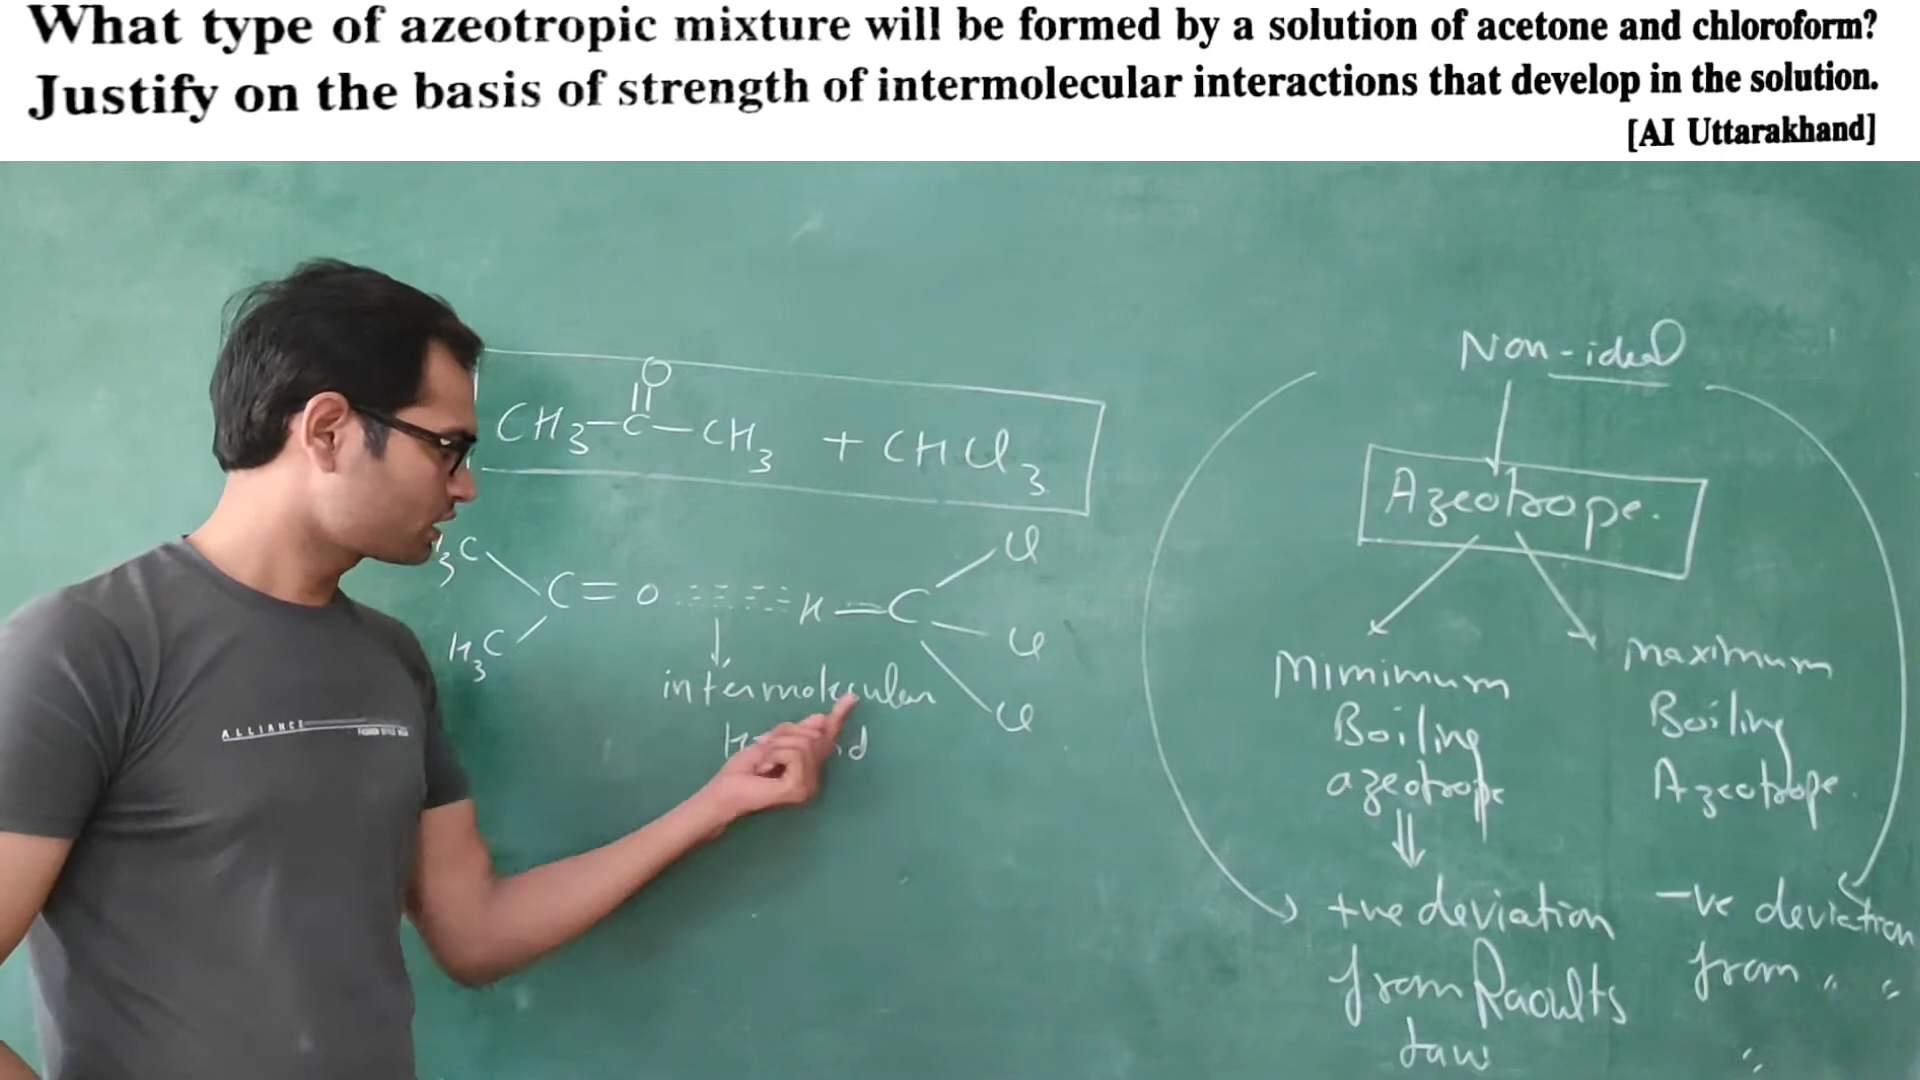 What type of azeotropic mixture will be formed by a solution of acetone and chloroform?
Justify on the basis of strength of intermolecular interactions that develop in the solution.
[AI Uttarakhand]
O
CH3-C-CH3 + CHCl3
3C
H3C
C=O H-C
Cl
Cl
Cl
intermolecular
ALLIANCE
Non-ideal
Azeotrope.
Mimimum
Boiling
azeotrope
+ve deviation
from Raoults
Law
maximum
Boiling
Azeotrope.
-ve deviation
from " "
"